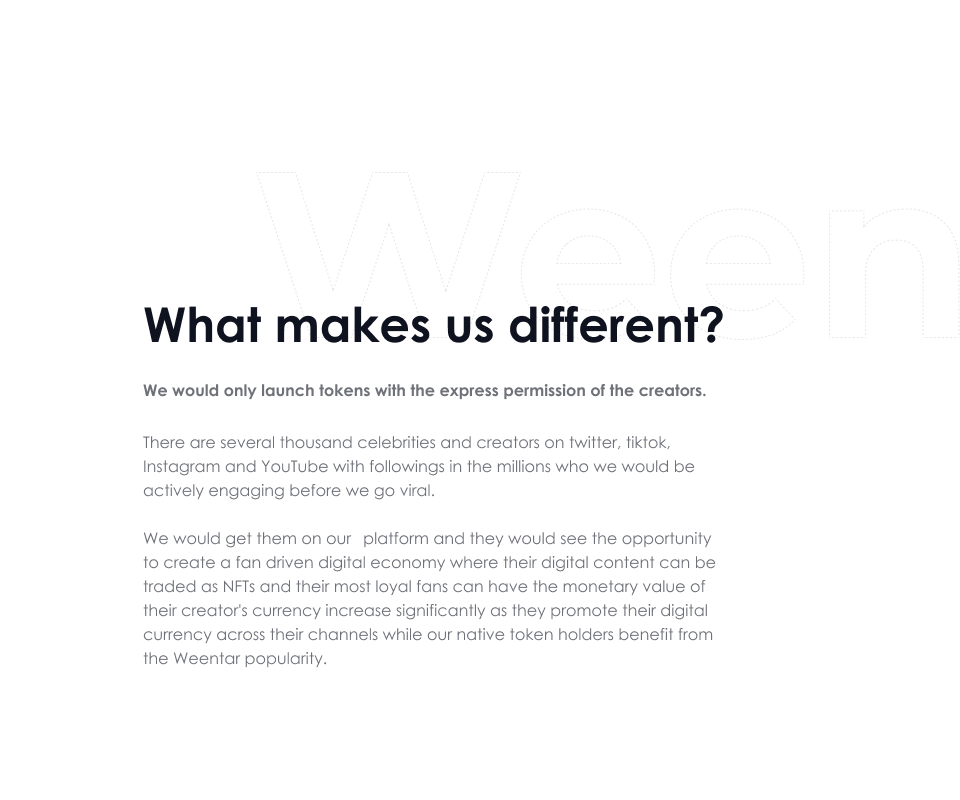 Ween
What makes us different?
We would only launch tokens with the express permission of the creators.
There are several thousand celebrities and creators on twitter, tiktok,
Instagram and YouTube with followings in the millions who we would be
actively engaging before we go viral.
We would get them on our  platform and they would see the opportunity
to create a fan driven digital economy where their digital content can be
traded as NFTs and their most loyal fans can have the monetary value of
their creator's currency increase significantly as they promote their digital
currency across their channels while our native token holders benefit from
the Weentar popularity.